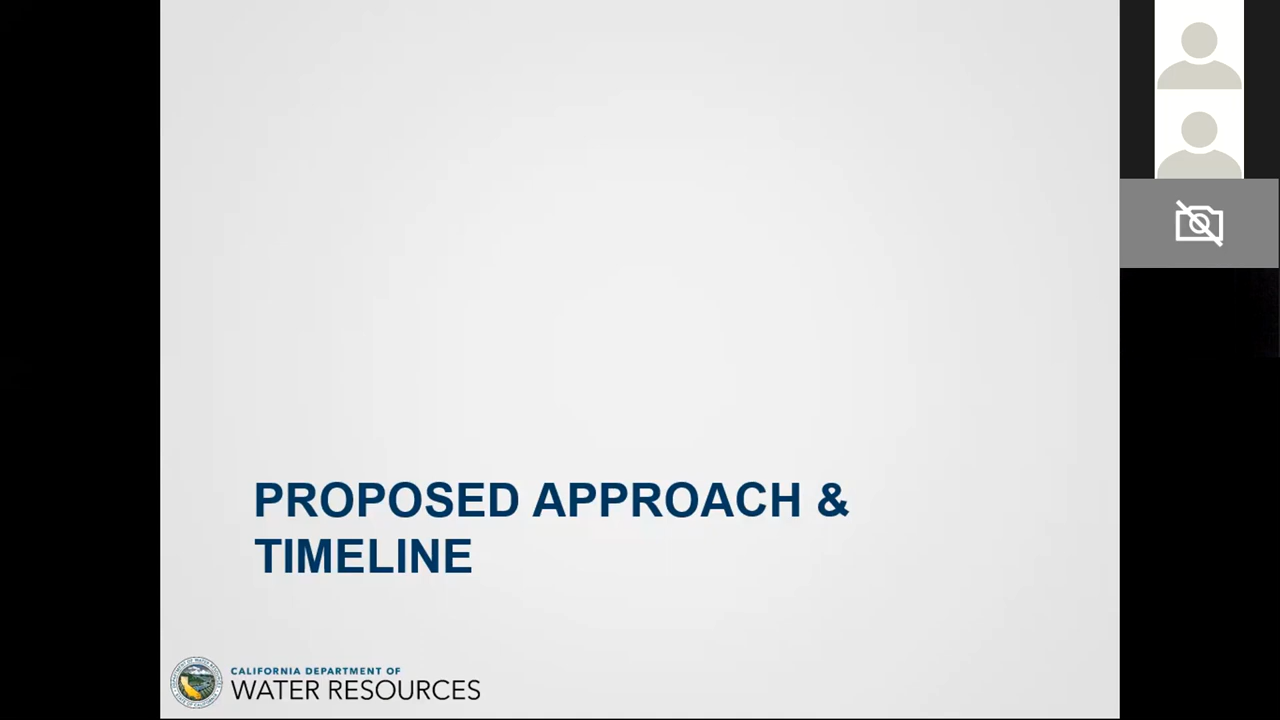 PROPOSED APPROACH &
TIMELINE
CALIFORNIA DEPARTMENT OF
WATER RESOURCES